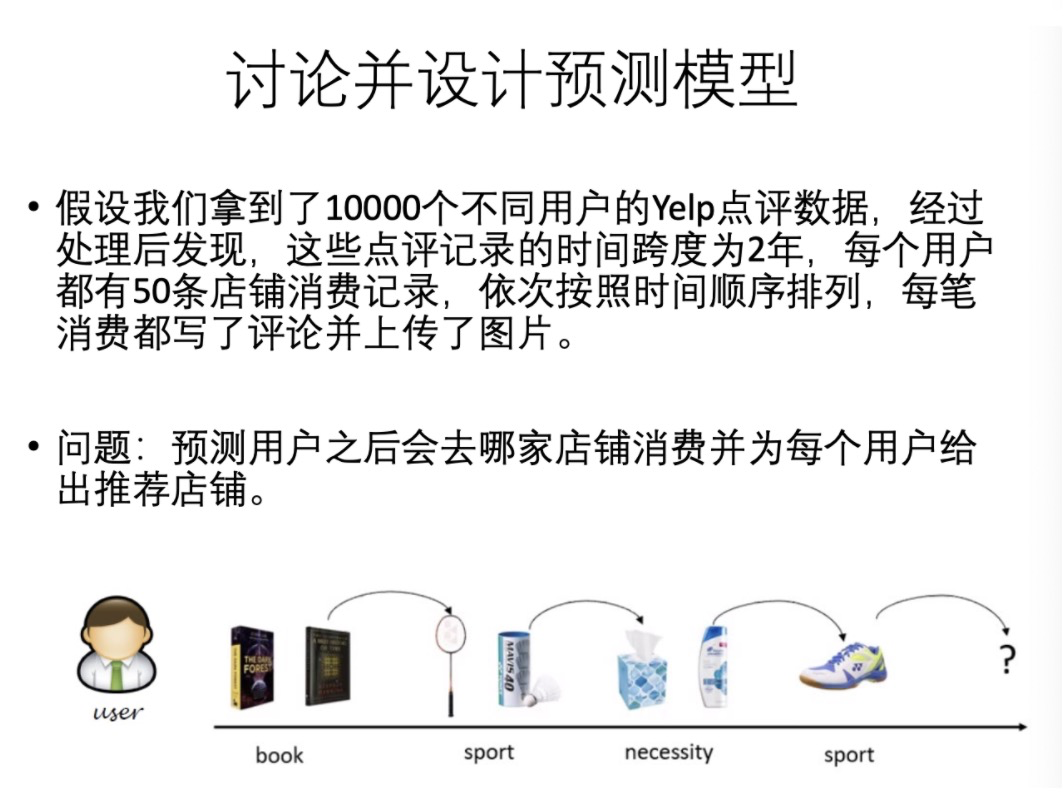 讨论并设计预测模型
• 假设我们拿到了10000个不同用户的Yelp点评数据，经过
处理后发现，这些点评记录的时间跨度为2年，每个用户
都有50条店铺消费记录，依次按照时间顺序排列，每笔
消费都写了评论并上传了图片。
• 问题：预测用户之后会去哪家店铺消费并为每个用户给
出推荐店铺。
THE DARK
FOREST
MAVIS 40
?
user
book
sport
necessity
sport